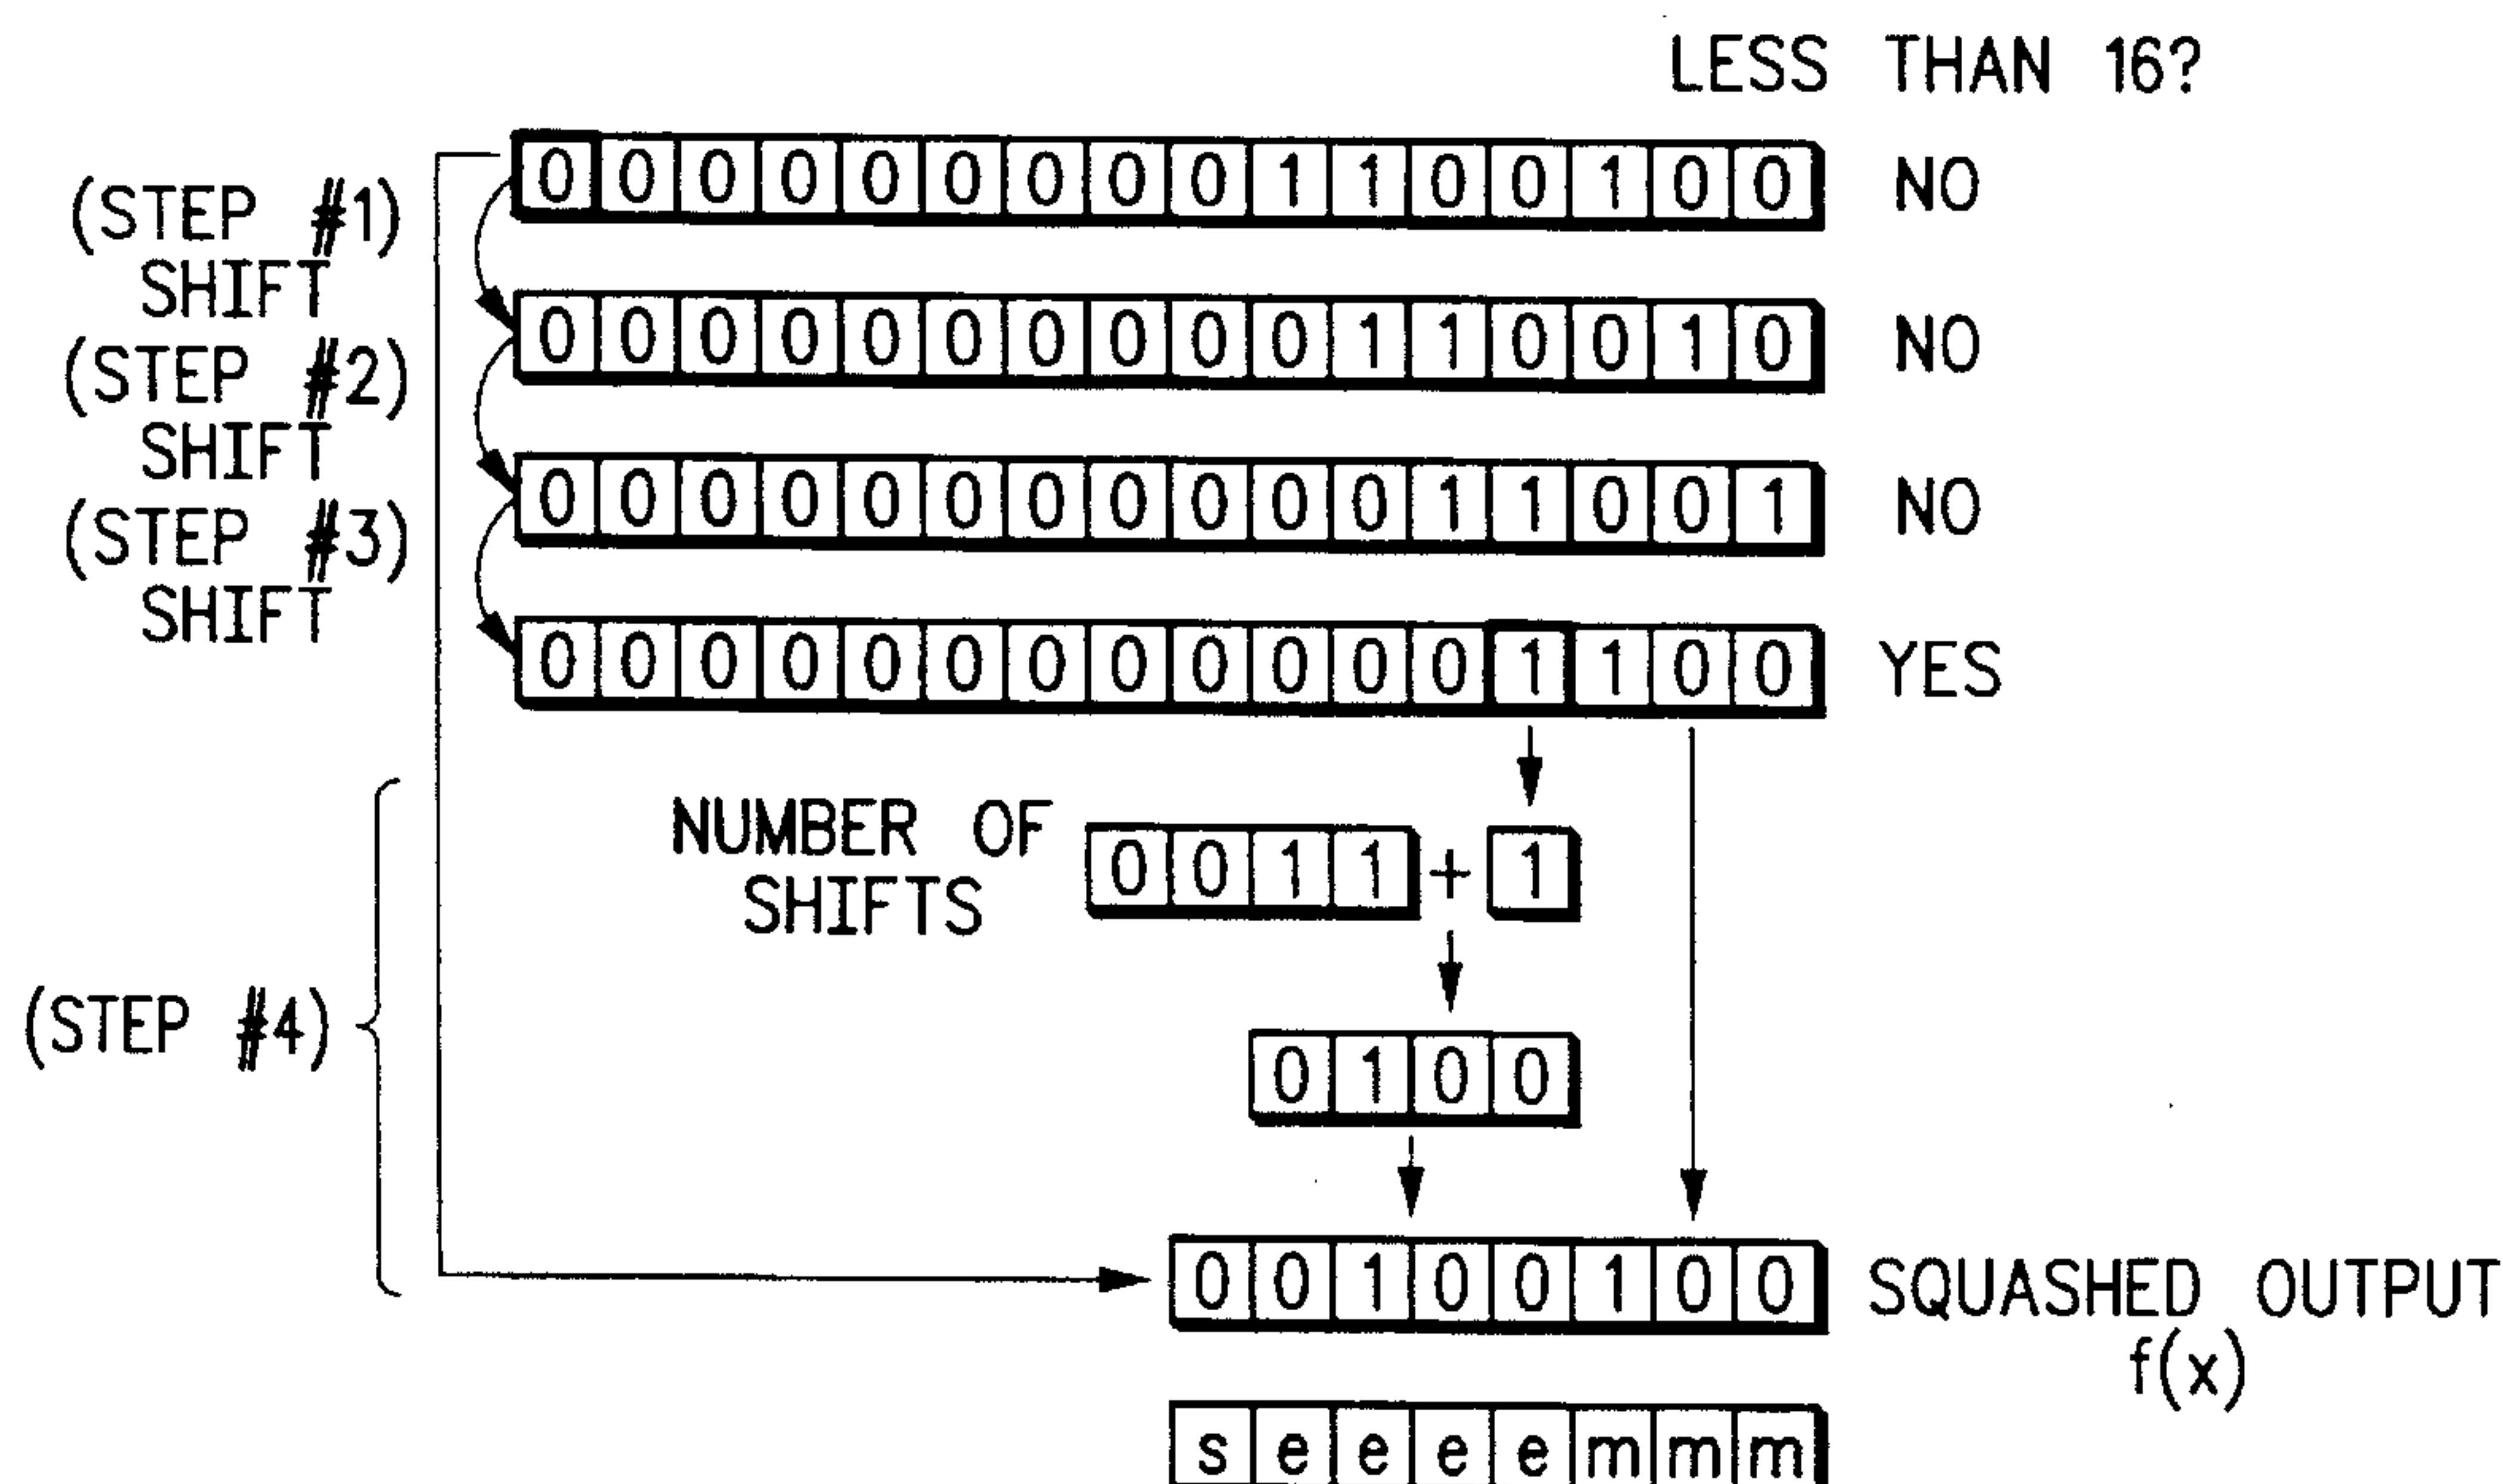 LESS THAN 16?
0 0 0 0 0 0 0 0 0 1 1 0 0 1 0 0 NO
(STEP #1)
SHIFT
0 0 0 0 0 0 0 0 0 0 1 1 0 0 1 0 NO
(STEP #2)
SHIFT
0 0 0 0 0 0 0 0 0 0 0 1 1 0 0 1 NO
(STEP #3)
SHIFT
0 0 0 0 0 0 0 0 0 0 0 0 1 1 0 0 YES
NUMBER OF
SHIFTS
0 0 1 1 + 1
(STEP #4)
0 1 0 0
0 0 1 0 0 1 0 0 SQUASHED OUTPUT
f(x)
s e e e e m m m